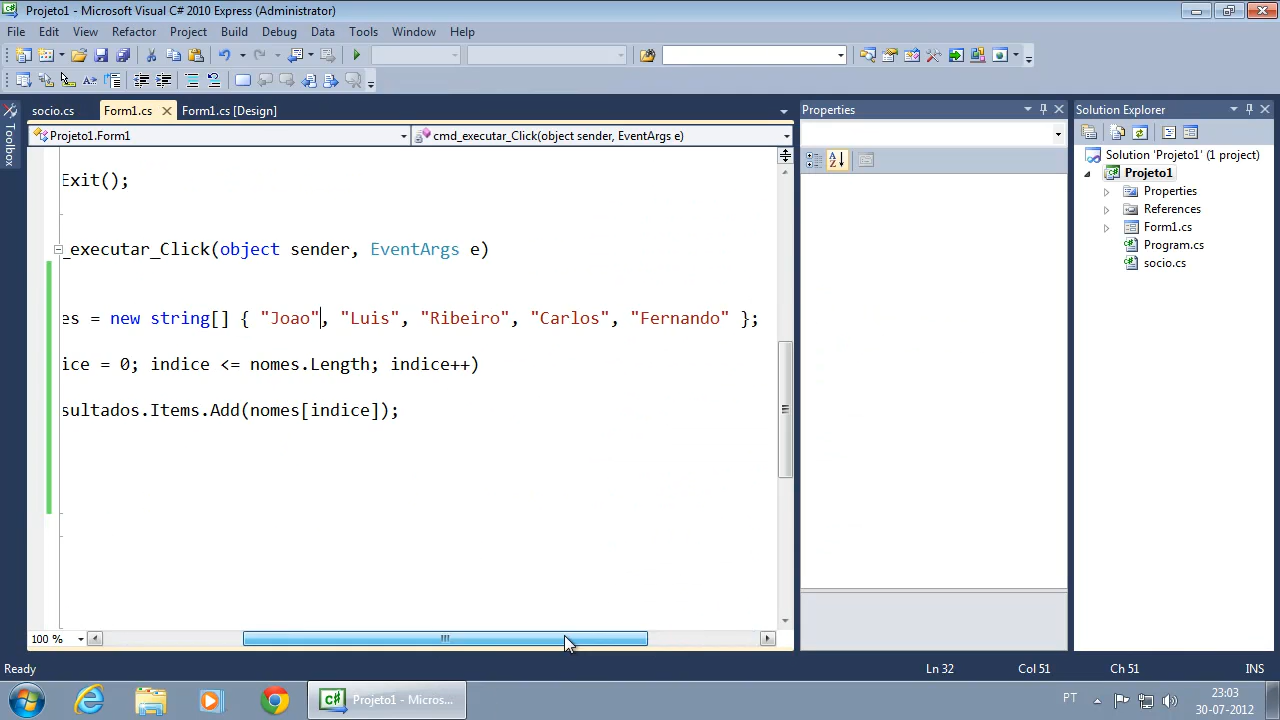 Projeto1 - Microsoft Visual C# 2010 Express (Administrator)
File Edit View Refactor Project Build Debug Data Tools Window Help
socio.cs Form1.cs Form1.cs [Design]
Projeto1.Form1 cmd_executar_Click(object sender, EventArgs e)
Exit();
_executar_Click(object sender, EventArgs e)
es = new string[] { "Joao", "Luis", "Ribeiro", "Carlos", "Fernando" };
ice = 0; indice <= nomes.Length; indice++)
sultados.Items.Add(nomes[indice]);
100 %
Toolbox
Properties
Solution Explorer
Solution 'Projeto1' (1 project)
Projeto1
Properties
References
Form1.cs
Program.cs
socio.cs
Ready Ln 32 Col 51 Ch 51 INS
Projeto1 - Micros...
PT
23:03
30-07-2012